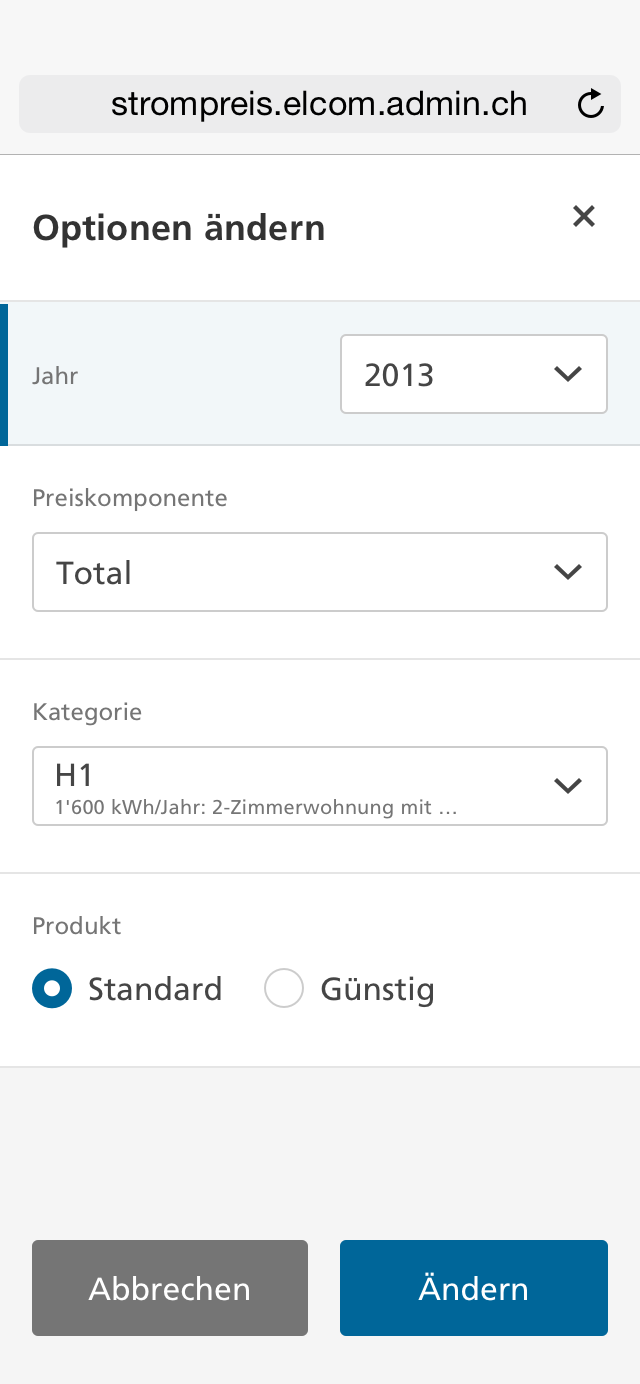 strompreis.elcom.admin.ch
Optionen ändern
Jahr
2013
Preiskomponente
Total
Kategorie
H1
1'600 kWh/Jahr: 2-Zimmerwohnung mit ...
Produkt
Standard
Günstig
Abbrechen
Ändern